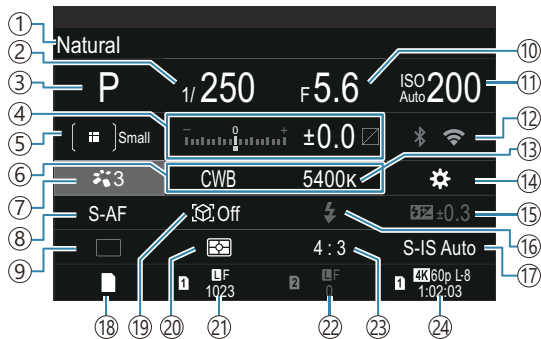 ① Natural
② ⑩
③ P 1/250 F5.6 ISO Auto 200 ⑪
④ − 0 + ±0.0 ⑫
⑤ Small
⑥ CWB 5400K ⑬
⑦ 3 ⑭
⑧ S-AF Off ±0.3 ⑮
⑯
⑨ 4:3 S-IS Auto ⑰
1 LF 1023 2 LF 0 1 4K 60p L-8 1:02:03
⑱ ⑲ ⑳ ㉑ ㉒ ㉓ ㉔